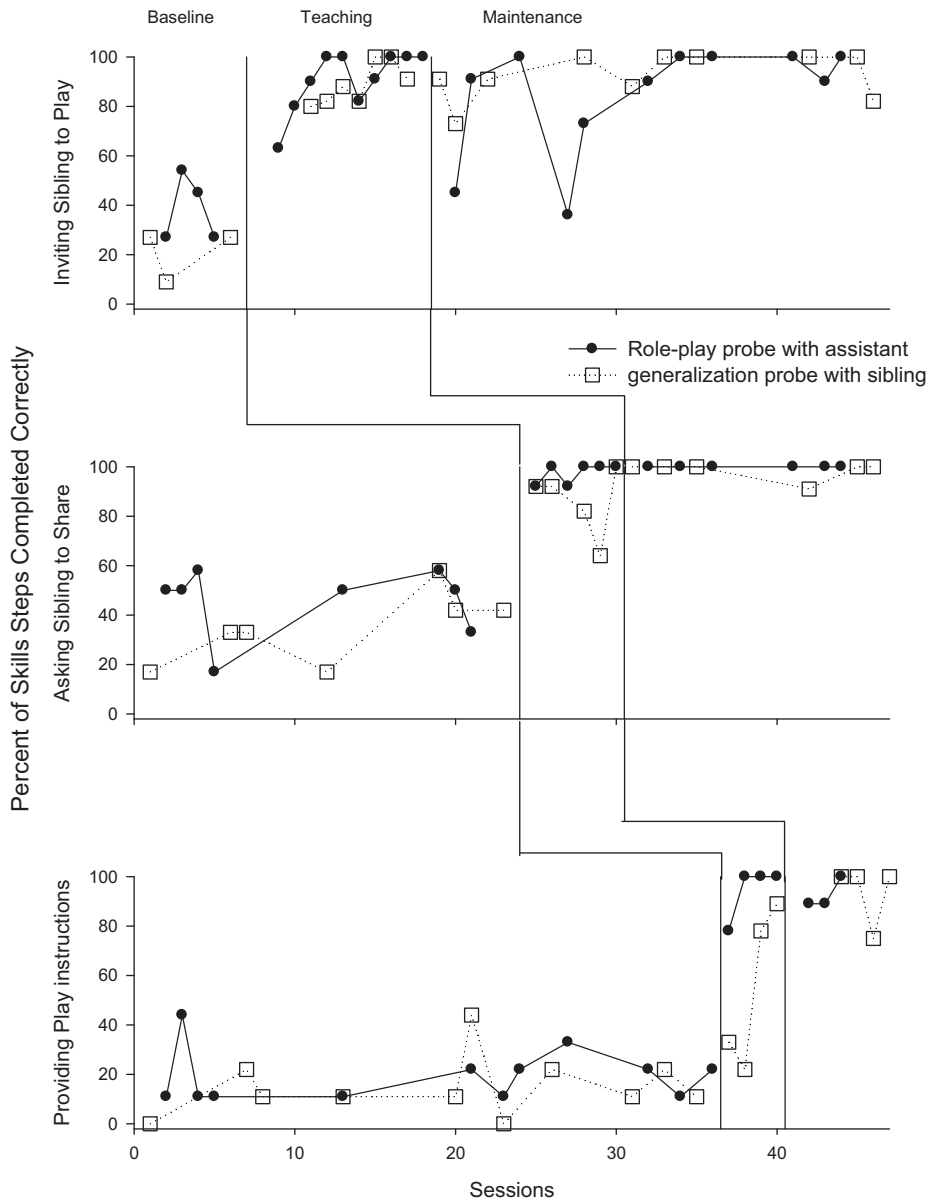 Baseline
Teaching
Maintenance
Percent of Skills Steps Completed Correctly
Inviting Sibling to Play
100
80
60
40
20
0
Role-play probe with assistant
generalization probe with sibling
Asking Sibling to Share
100
80
60
40
20
0
Providing Play instructions
100
80
60
40
20
0
0
10
20
30
40
Sessions